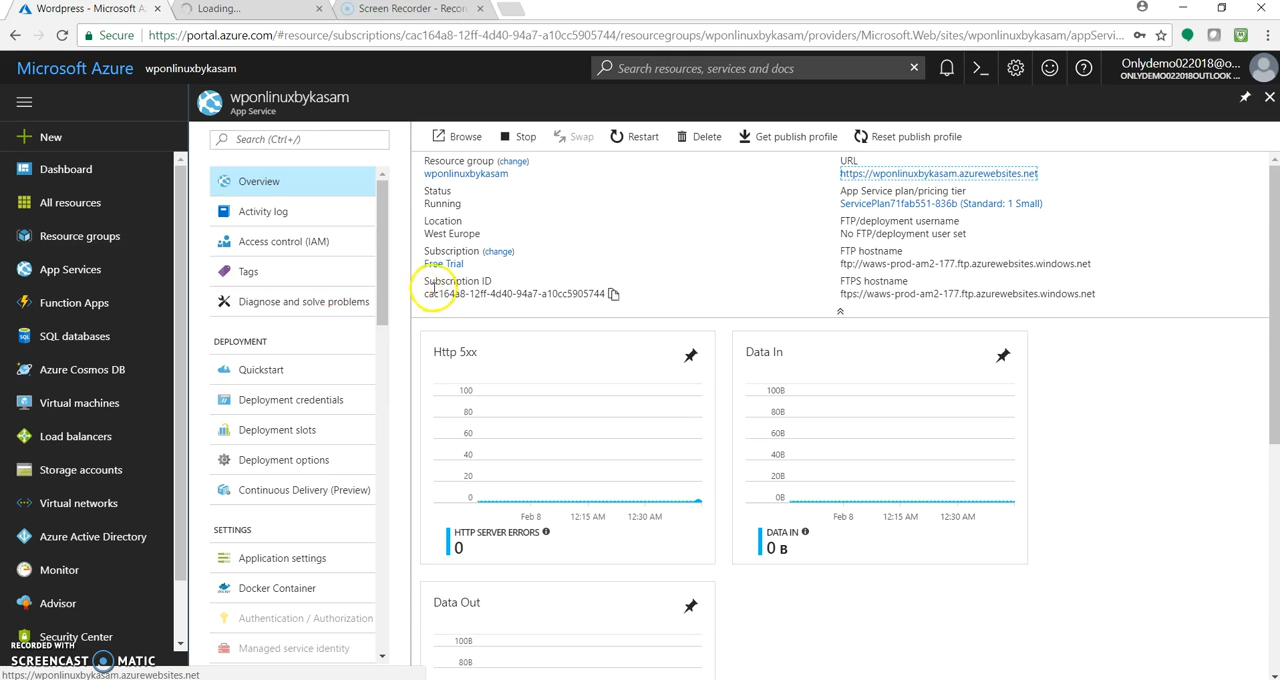 Wordpress - Microsoft A
Loading...
Screen Recorder - Recor
Secure
https://portal.azure.com/#resource/subscriptions/cac164a8-12ff-4d40-94a7-a10cc5905744/resourcegroups/wponlinuxbykasam/providers/Microsoft.Web/sites/wponlinuxbykasam/appServ...
Microsoft Azure
wponlinuxbykasam
Search resources, services and docs
Onlydemo022018@o...
ONLYDEMO022018OUTLOOK ...
wponlinuxbykasam
App Service
New
Dashboard
All resources
Resource groups
App Services
Function Apps
SQL databases
Azure Cosmos DB
Virtual machines
Load balancers
Storage accounts
Virtual networks
Azure Active Directory
Monitor
Advisor
Security Center
RECORDED WITH
SCREENCAST MATIC
https://wponlinuxbykasam.azurewebsites.net
Search (Ctrl+/)
Overview
Activity log
Access control (IAM)
Tags
Diagnose and solve problems
DEPLOYMENT
Quickstart
Deployment credentials
Deployment slots
Deployment options
Continuous Delivery (Preview)
SETTINGS
Application settings
Docker Container
Authentication / Authorization
Managed service identity
Browse
Stop
Swap
Restart
Delete
Get publish profile
Reset publish profile
Resource group (change)
wponlinuxbykasam
Status
Running
Location
West Europe
Subscription (change)
Free Trial
Subscription ID
cac164a8-12ff-4d40-94a7-a10cc5905744
URL
https://wponlinuxbykasam.azurewebsites.net
App Service plan/pricing tier
ServicePlan71fab551-836b (Standard: 1 Small)
FTP/deployment username
No FTP/deployment user set
FTP hostname
ftp://waws-prod-am2-177.ftp.azurewebsites.windows.net
FTPS hostname
ftps://waws-prod-am2-177.ftp.azurewebsites.windows.net
Http 5xx
100
80
60
40
20
0
Feb 8
12:15 AM
12:30 AM
HTTP SERVER ERRORS
0
Data In
100B
80B
60B
40B
20B
0B
Feb 8
12:15 AM
12:30 AM
DATA IN
0 B
Data Out
100B
80B